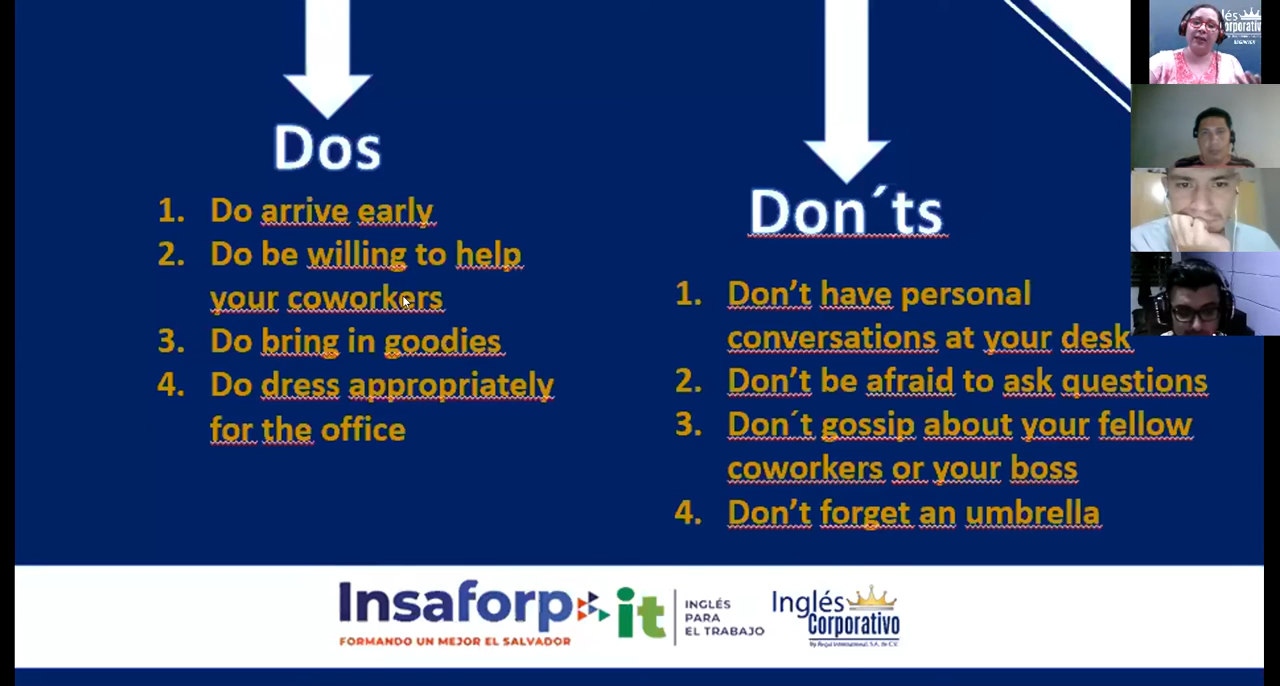 Dos
1. Do arrive early
2. Do be willing to help
your coworkers
3. Do bring in goodies
4. Do dress appropriately
for the office
Don´ts
1. Don’t have personal
conversations at your desk
2. Don’t be afraid to ask questions
3. Don´t gossip about your fellow
coworkers or your boss
4. Don’t forget an umbrella
Insaforp
FORMANDO UN MEJOR EL SALVADOR
it
INGLÉS
PARA
EL TRABAJO
Inglés
Corporativo
By Regal International, S.A. de C.V.